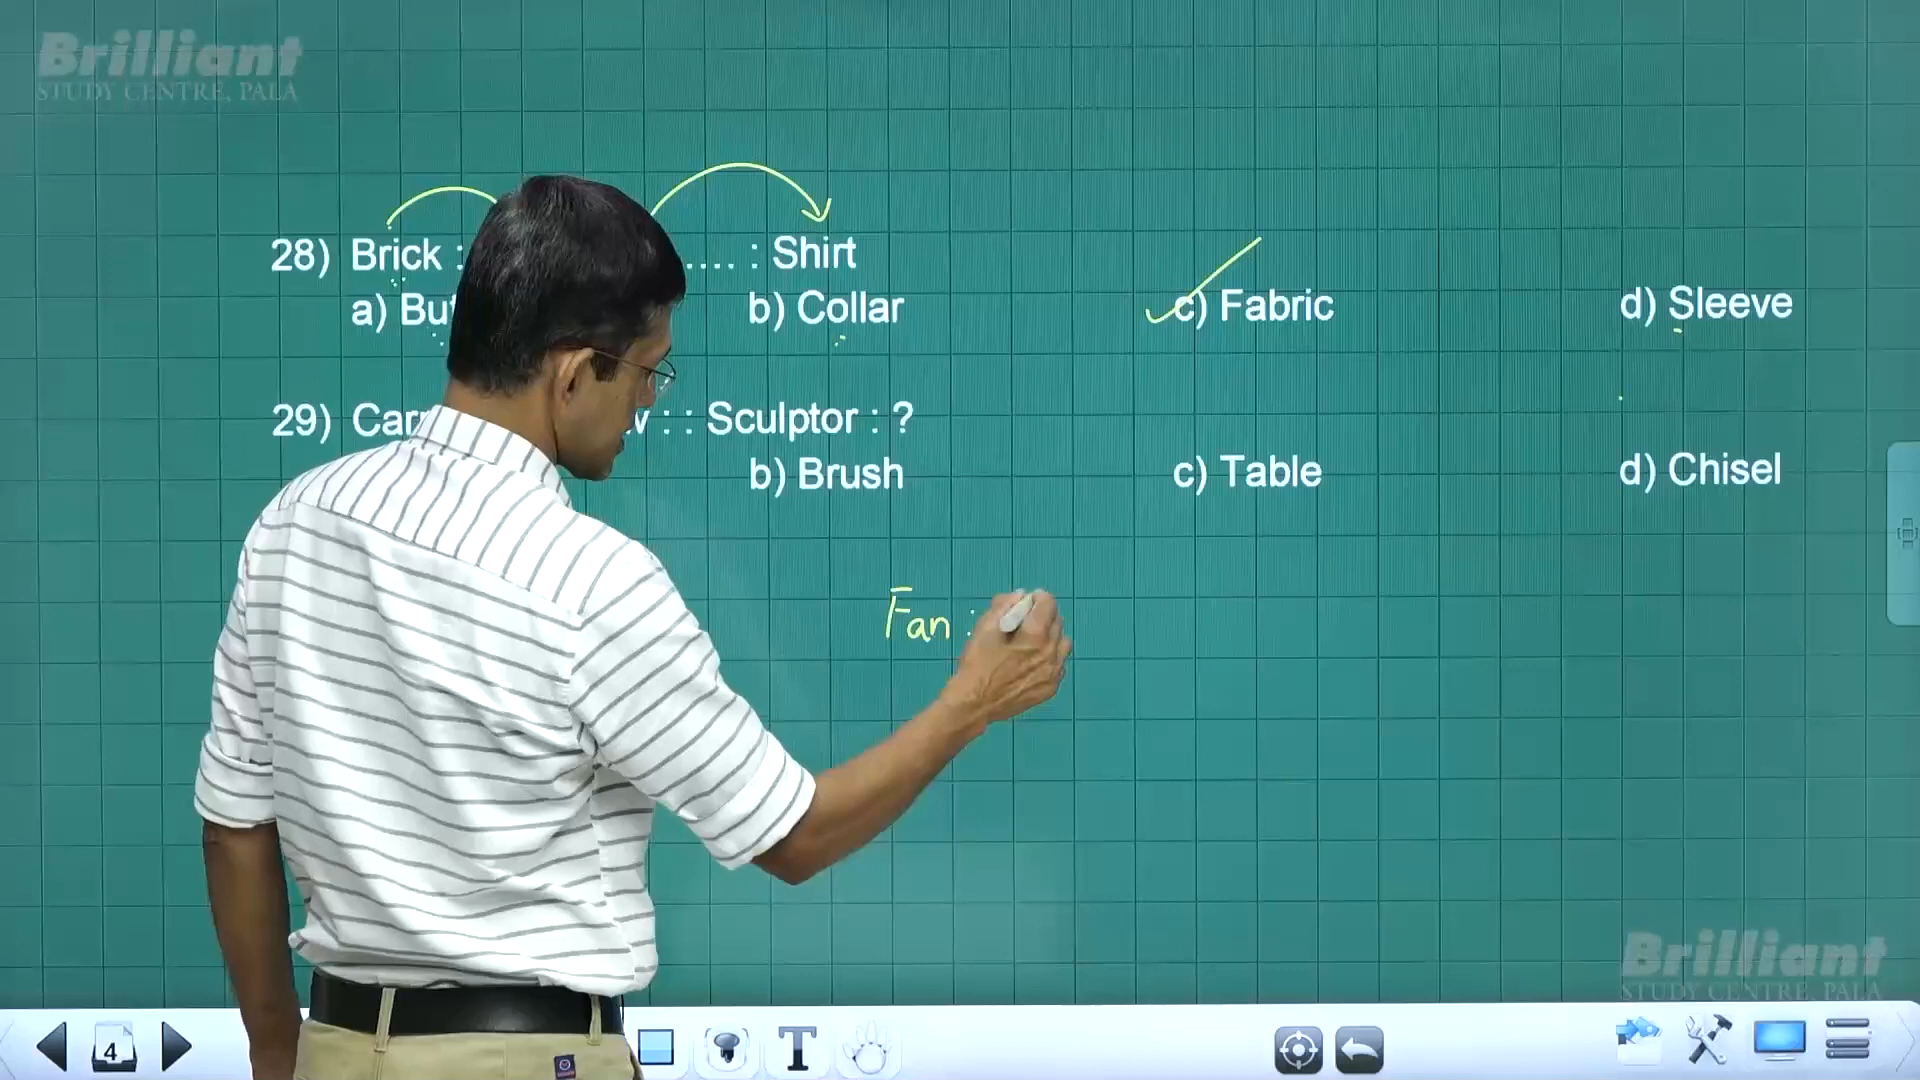 Brilliant
STUDY CENTRE, PALA
28) Brick : .... : Shirt
a) But b) Collar c) Fabric d) Sleeve
29) Car w : : Sculptor : ?
b) Brush c) Table d) Chisel
Fan :
Brilliant
STUDY CENTRE, PALA
4
T